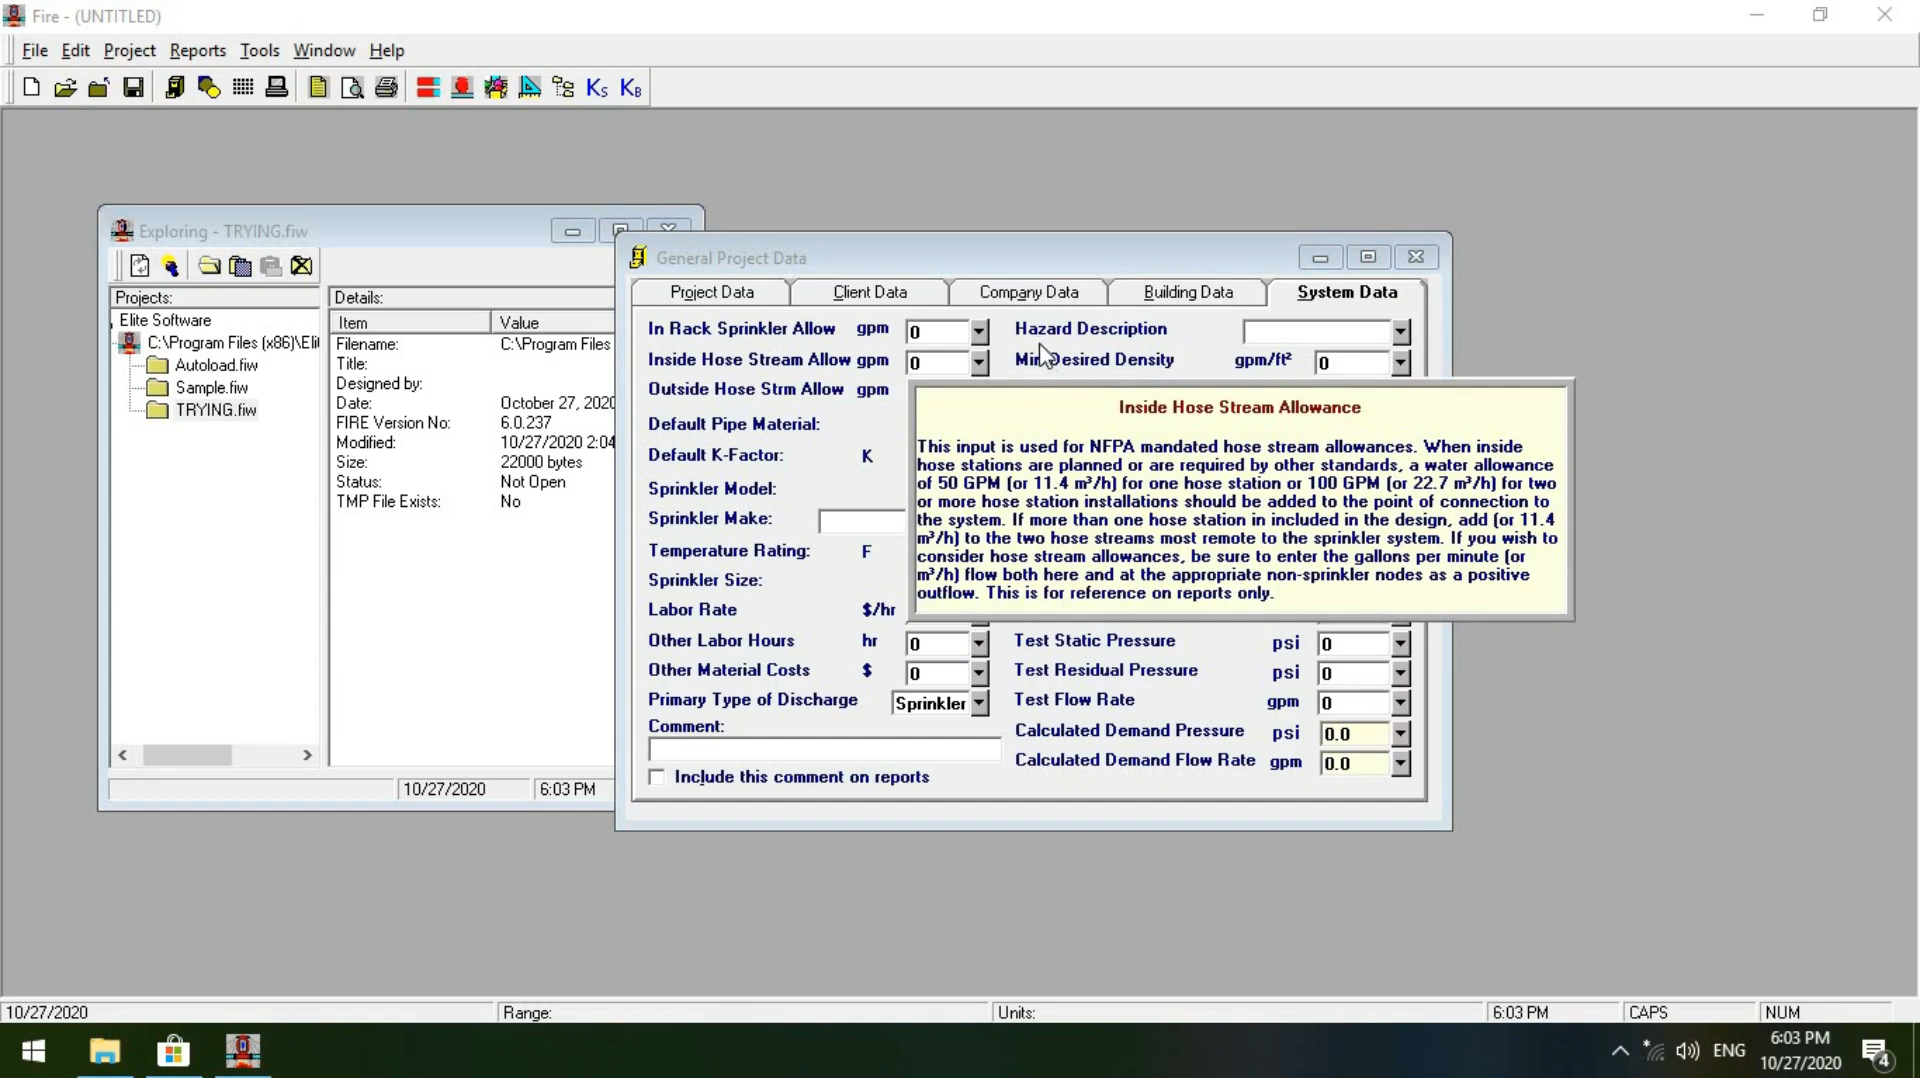 Fire - (UNTITLED)
File Edit Project Reports Tools Window Help
Ks KB
Exploring - TRYING.fiw
Projects:
Elite Software
C:\Program Files (x86)\Eli
Autoload.fiw
Sample.fiw
TRYING.fiw
Details:
Item Value
Filename: C:\Program Files
Title:
Designed by:
Date: October 27, 2020
FIRE Version No: 6.0.237
Modified: 10/27/2020 2:04
Size: 22000 bytes
Status: Not Open
TMP File Exists: No
10/27/2020 6:03 PM
General Project Data
Project Data Client Data Company Data Building Data System Data
In Rack Sprinkler Allow gpm 0
Inside Hose Stream Allow gpm 0
Outside Hose Strm Allow gpm
Default Pipe Material:
Default K-Factor: K
Sprinkler Model:
Sprinkler Make:
Temperature Rating: F
Sprinkler Size:
Labor Rate $/hr
Other Labor Hours hr 0
Other Material Costs $ 0
Primary Type of Discharge Sprinkler
Comment:
Include this comment on reports
Hazard Description
Min Desired Density gpm/ft² 0
Inside Hose Stream Allowance
This input is used for NFPA mandated hose stream allowances. When inside
hose stations are planned or are required by other standards, a water allowance
of 50 GPM (or 11.4 m³/h) for one hose station or 100 GPM (or 22.7 m³/h) for two
or more hose station installations should be added to the point of connection to
the system. If more than one hose station in included in the design, add (or 11.4
m³/h) to the two hose streams most remote to the sprinkler system. If you wish to
consider hose stream allowances, be sure to enter the gallons per minute (or
m³/h) flow both here and at the appropriate non-sprinkler nodes as a positive
outflow. This is for reference on reports only.
Test Static Pressure psi 0
Test Residual Pressure psi 0
Test Flow Rate gpm 0
Calculated Demand Pressure psi 0.0
Calculated Demand Flow Rate gpm 0.0
10/27/2020 Range: Units: 6:03 PM CAPS NUM
ENG
6:03 PM
10/27/2020
4